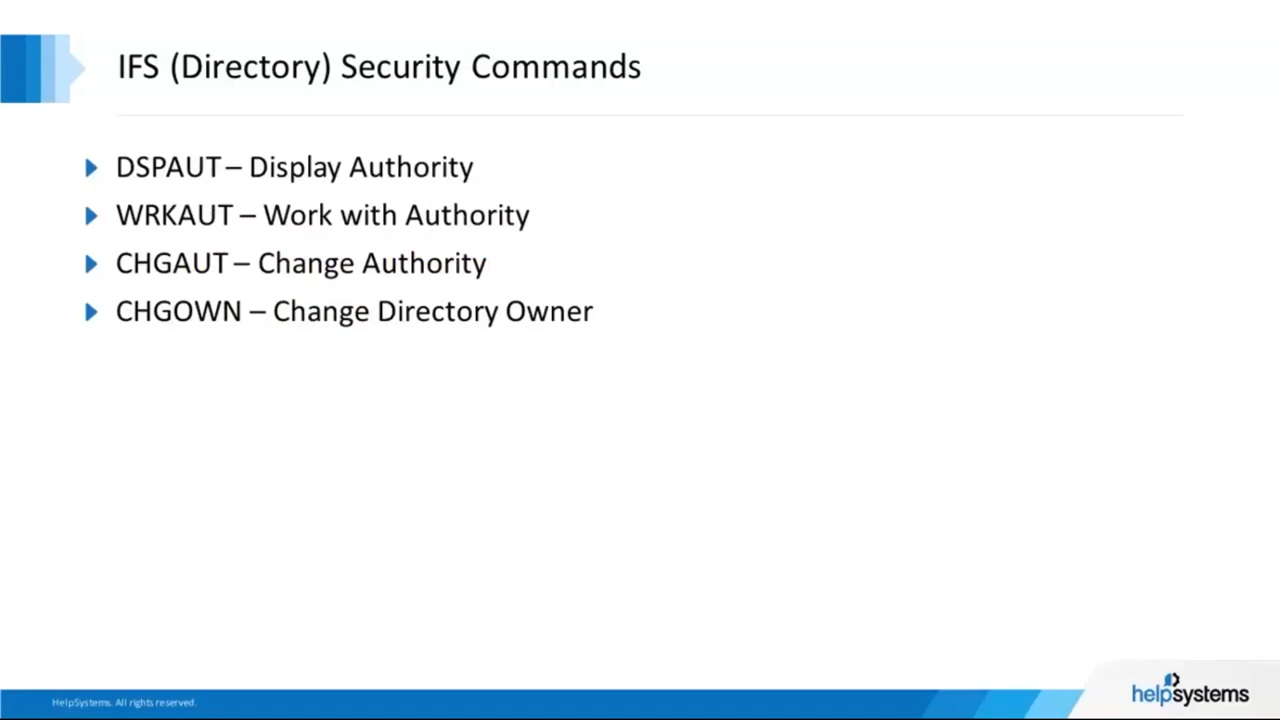 IFS (Directory) Security Commands
DSPAUT – Display Authority
WRKAUT – Work with Authority
CHGAUT – Change Authority
CHGOWN – Change Directory Owner
HelpSystems. All rights reserved.
helpsystems